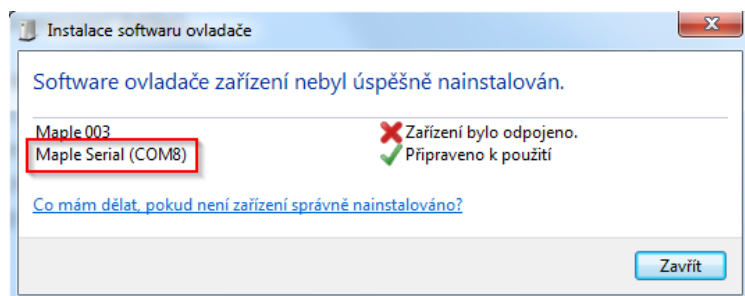 Instalace softwaru ovladače
Software ovladače zařízení nebyl úspěšně nainstalován.
Maple 003 Zařízení bylo odpojeno.
Maple Serial (COM8) Připraveno k použití
Co mám dělat, pokud není zařízení správně nainstalováno?
Zavřít